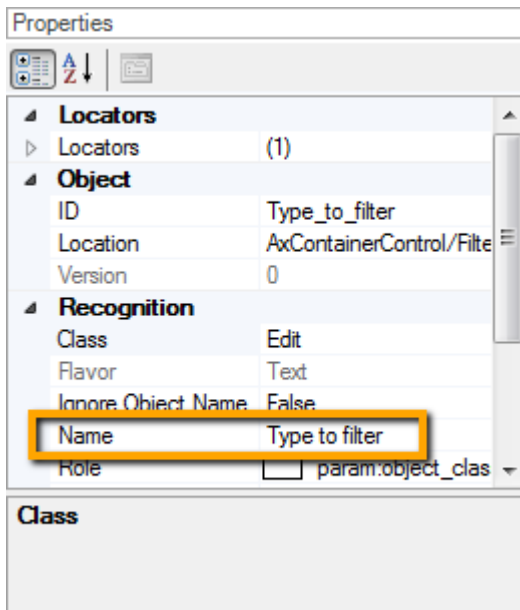 Properties
A Z
Locators
Locators (1)
Object
ID Type_to_filter
Location AxContainerControl/Filte
Version 0
Recognition
Class Edit
Flavor Text
Ignore Object Name False
Name Type to filter
Role param:object_clas
Class